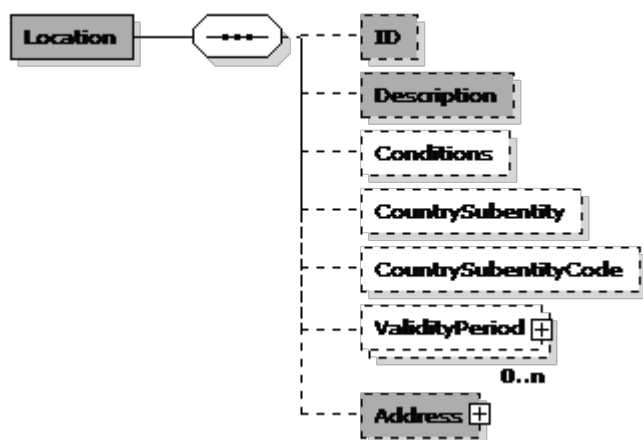 Location
ID
Description
Conditions
CountrySubentity
CountrySubentityCode
ValidityPeriod
0..n
Address